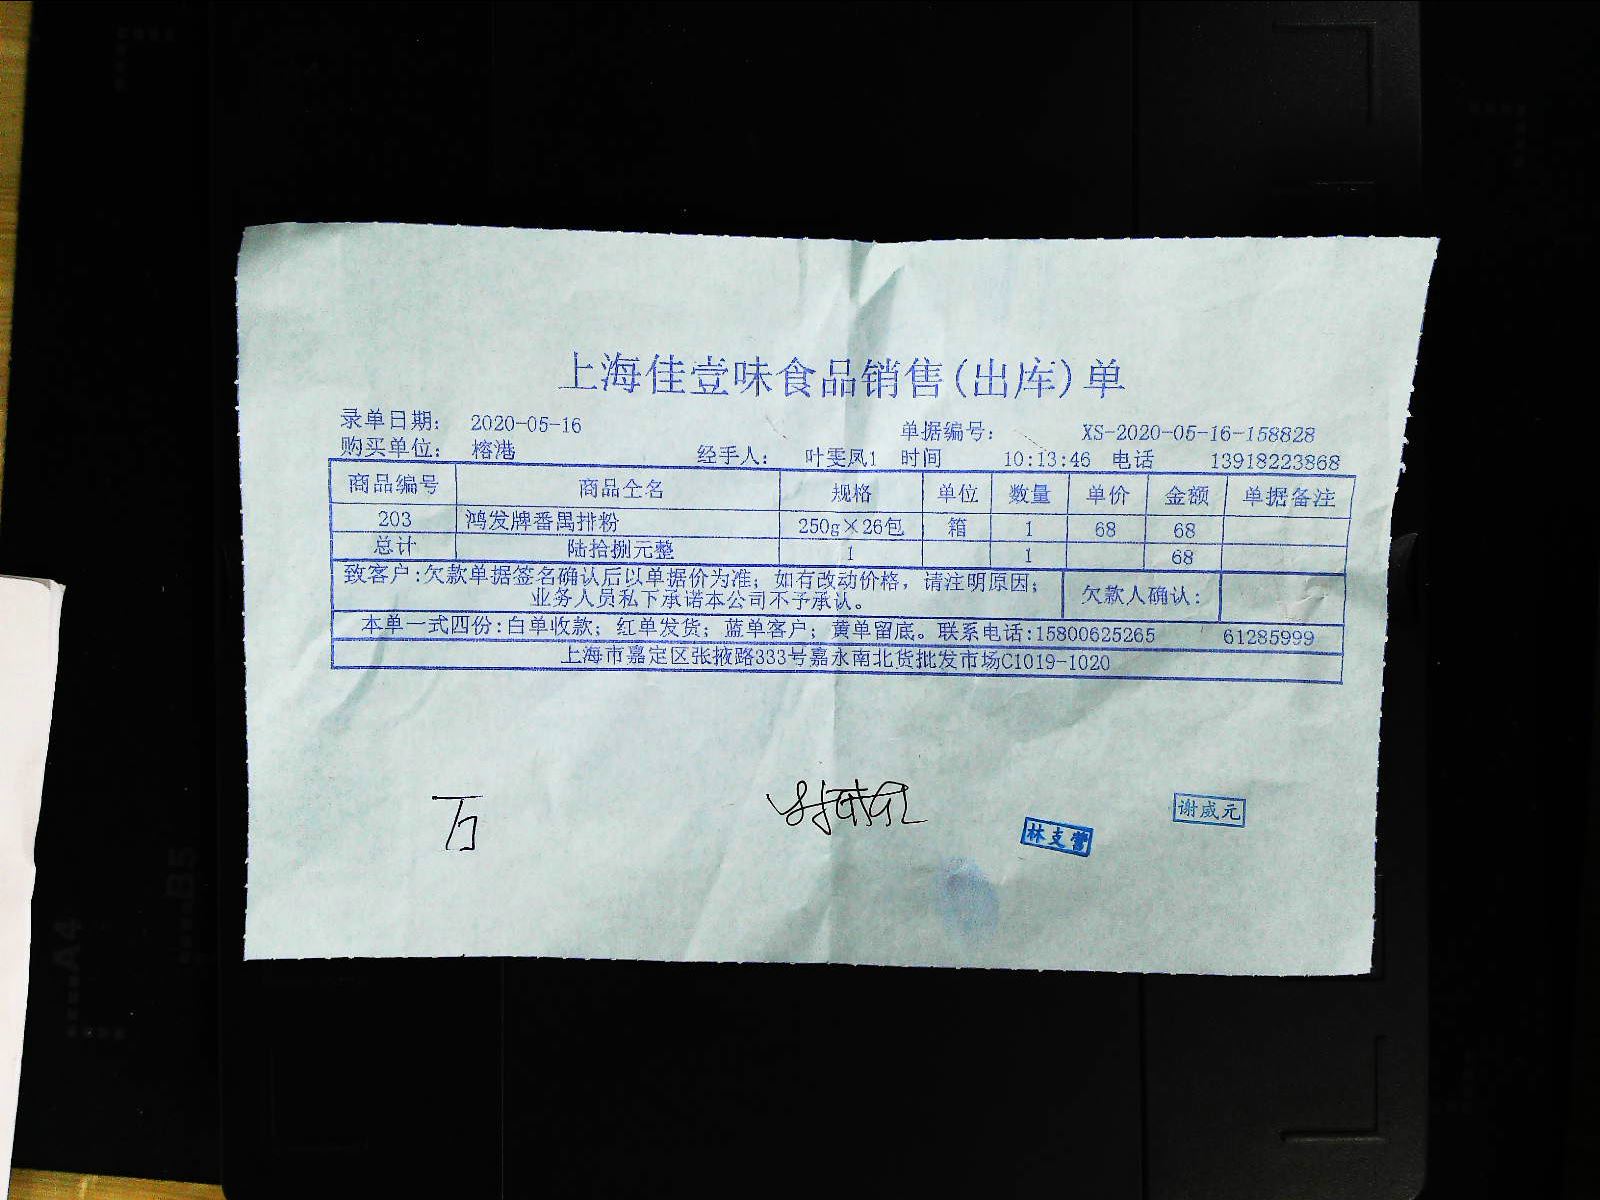 上海佳壹味食品销售(出库)单
录单日期： 2020-05-16 单据编号： XS-2020-05-16-158828
购买单位： 榕港 经手人： 叶雯凤1 时间 10:13:46 电话 13918223868
商品编号 商品全名 规格 单位 数量 单价 金额 单据备注
203 鸿发牌番禺排粉 250g×26包 箱 1 68 68
总计 陆拾捌元整 1 1 68
致客户:欠款单据签名确认后以单据价为准；如有改动价格，请注明原因；
业务人员私下承诺本公司不予承认。 欠款人确认：
本单一式四份:白单收款；红单发货；蓝单客户；黄单留底。联系电话:15800625265 61285999
上海市嘉定区张掖路333号嘉永南北货批发市场C1019-1020
谢威元
林支营
A4
B5